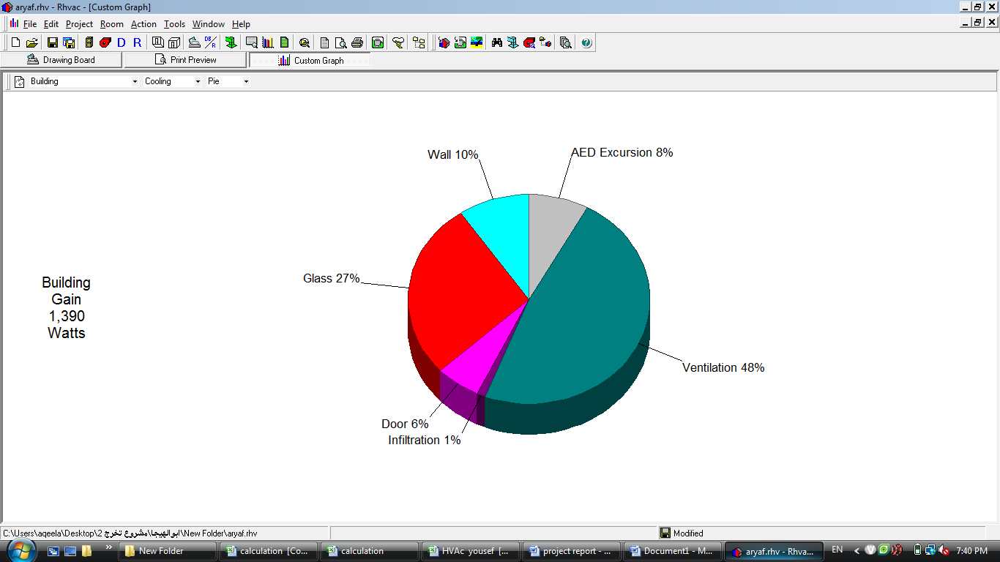 aryaf.rhv - Rhvac - [Custom Graph]
File Edit Project Room Action Tools Window Help
D R DB/R
Drawing Board Print Preview Custom Graph
Building Cooling Pie
AED Excursion 8%
Wall 10%
Glass 27%
Building
Gain
1,390
Watts
Ventilation 48%
Door 6%
Infiltration 1%
C:\Users\aqeela\Desktop\2 ابوالهيجا\مشروع تخرج\New Folder\aryaf.rhv Modified
New Folder calculation [Co... calculation HVAc yousef [... project report - ... Document1 - M... aryaf.rhv - Rhva... EN 7:40 PM